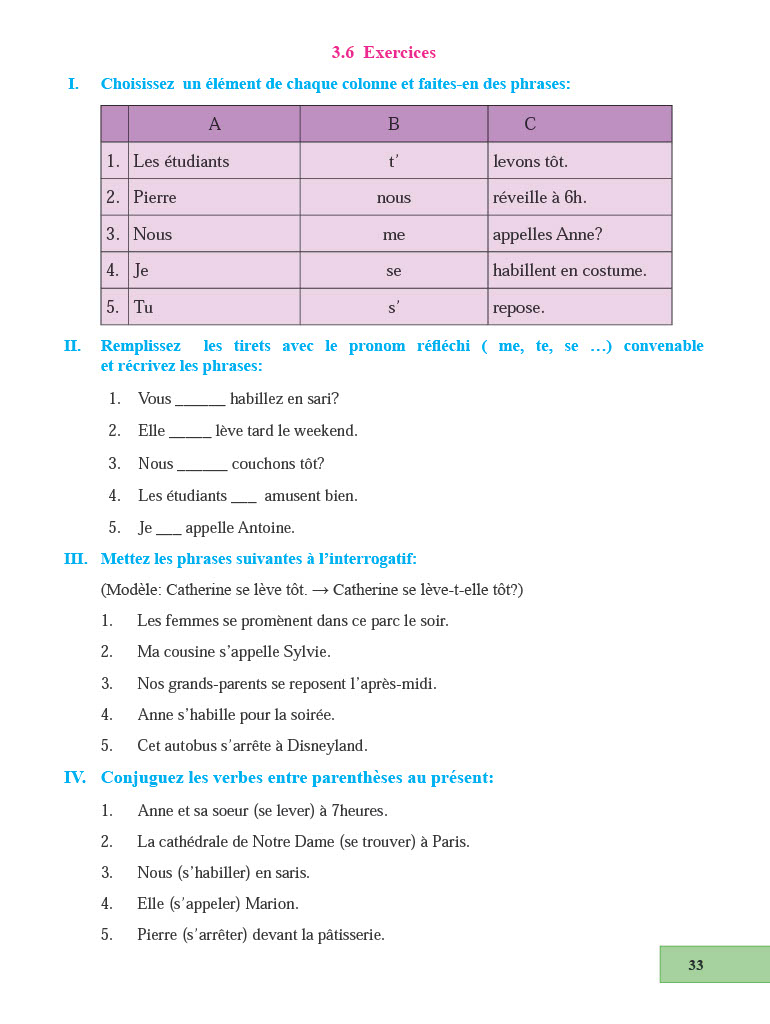 3.6 Exercices
I. Choisissez un élément de chaque colonne et faites-en des phrases:
A B C
1. Les étudiants t’ levons tôt.
2. Pierre nous réveille à 6h.
3. Nous me appelles Anne?
4. Je se habillent en costume.
5. Tu s’ repose.
II. Remplissez les tirets avec le pronom réfléchi ( me, te, se …) convenable
et récrivez les phrases:
1. Vous ______ habillez en sari?
2. Elle _____ lève tard le weekend.
3. Nous ______ couchons tôt?
4. Les étudiants ___ amusent bien.
5. Je ___ appelle Antoine.
III. Mettez les phrases suivantes à l’interrogatif:
(Modèle: Catherine se lève tôt. → Catherine se lève-t-elle tôt?)
1. Les femmes se promènent dans ce parc le soir.
2. Ma cousine s’appelle Sylvie.
3. Nos grands-parents se reposent l’après-midi.
4. Anne s’habille pour la soirée.
5. Cet autobus s’arrête à Disneyland.
IV. Conjuguez les verbes entre parenthèses au présent:
1. Anne et sa soeur (se lever) à 7heures.
2. La cathédrale de Notre Dame (se trouver) à Paris.
3. Nous (s’habiller) en saris.
4. Elle (s’appeler) Marion.
5. Pierre (s’arrêter) devant la pâtisserie.
33